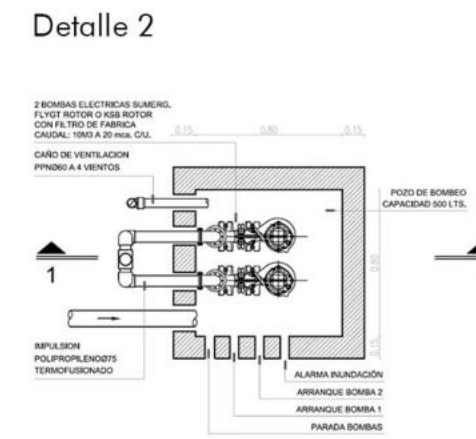 Detalle 2
2 BOMBAS ELECTRICAS SUMERG.
FLYGT ROTOR O KSB ROTOR
CON FILTRO DE FABRICA
CAUDAL: 10M3 A 20 mca. C/U.
0.15
0.80
0.15
CAÑO DE VENTILACION
PPNØ60 A 4 VIENTOS
POZO DE BOMBEO
CAPACIDAD 500 LTS.
0.80
1
0.15
IMPULSION
POLIPROPILENOØ75
TERMOFUSIONADO
ALARMA INUNDACIÓN
ARRANQUE BOMBA 2
ARRANQUE BOMBA 1
PARADA BOMBAS